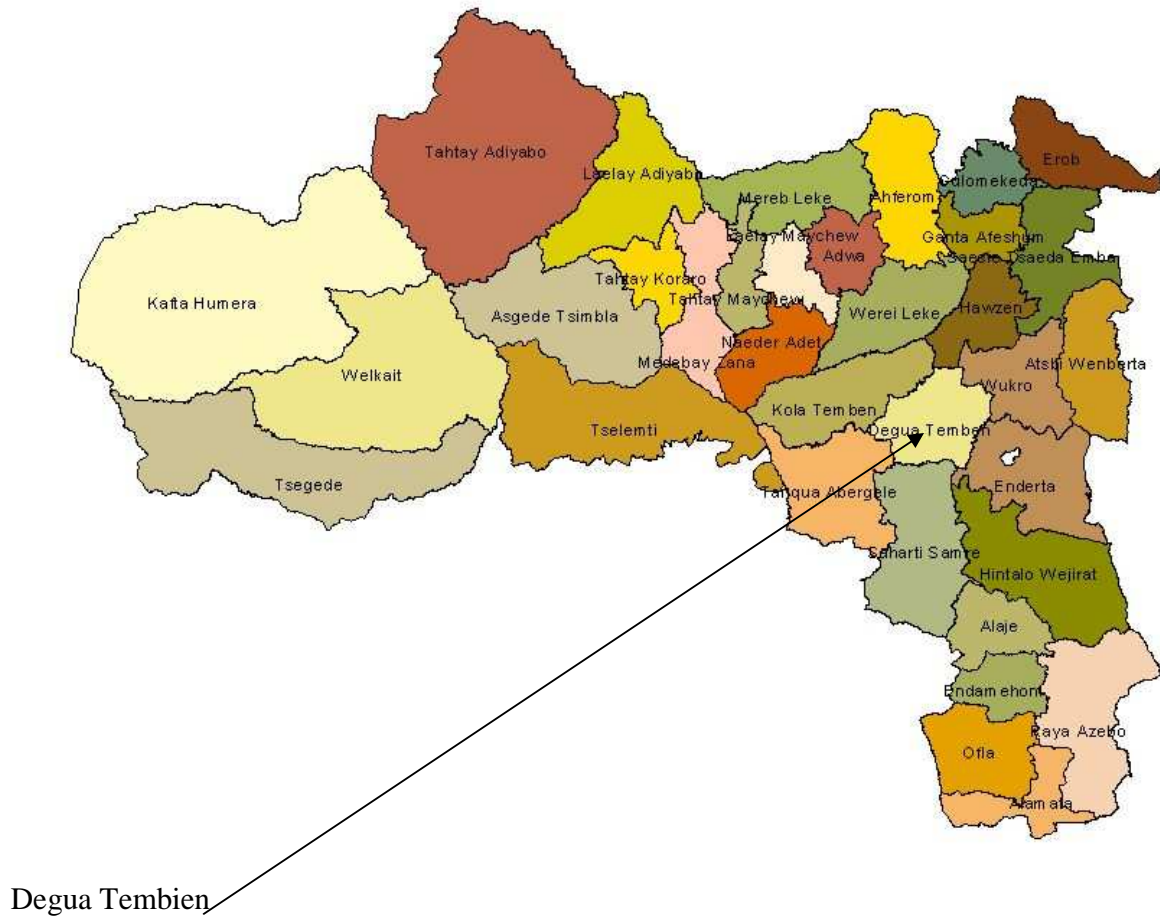 Tahtay Adiyabo
Erob
Laelay Adiyabo
Gulomekeda
Mereb Leke
Ahferom
Laelay Maychew
Ganta Afeshum
Adwa
Saesie Tsaeda Emba
Tahtay Koraro
Kafta Humera
Tahtay Maychew
Hawzen
Asgede Tsimbla
Werei Leke
Naeder Adet
Medebay Zana
Atsbi Wenberta
Welkait
Wukro
Kola Temben
Tselemti
Degua Temben
Tsegede
Enderta
Tanqua Abergele
Saharti Samre
Hintalo Wejirat
Alaje
Endamehoni
Raya Azebo
Ofla
Alamata
Degua Tembien